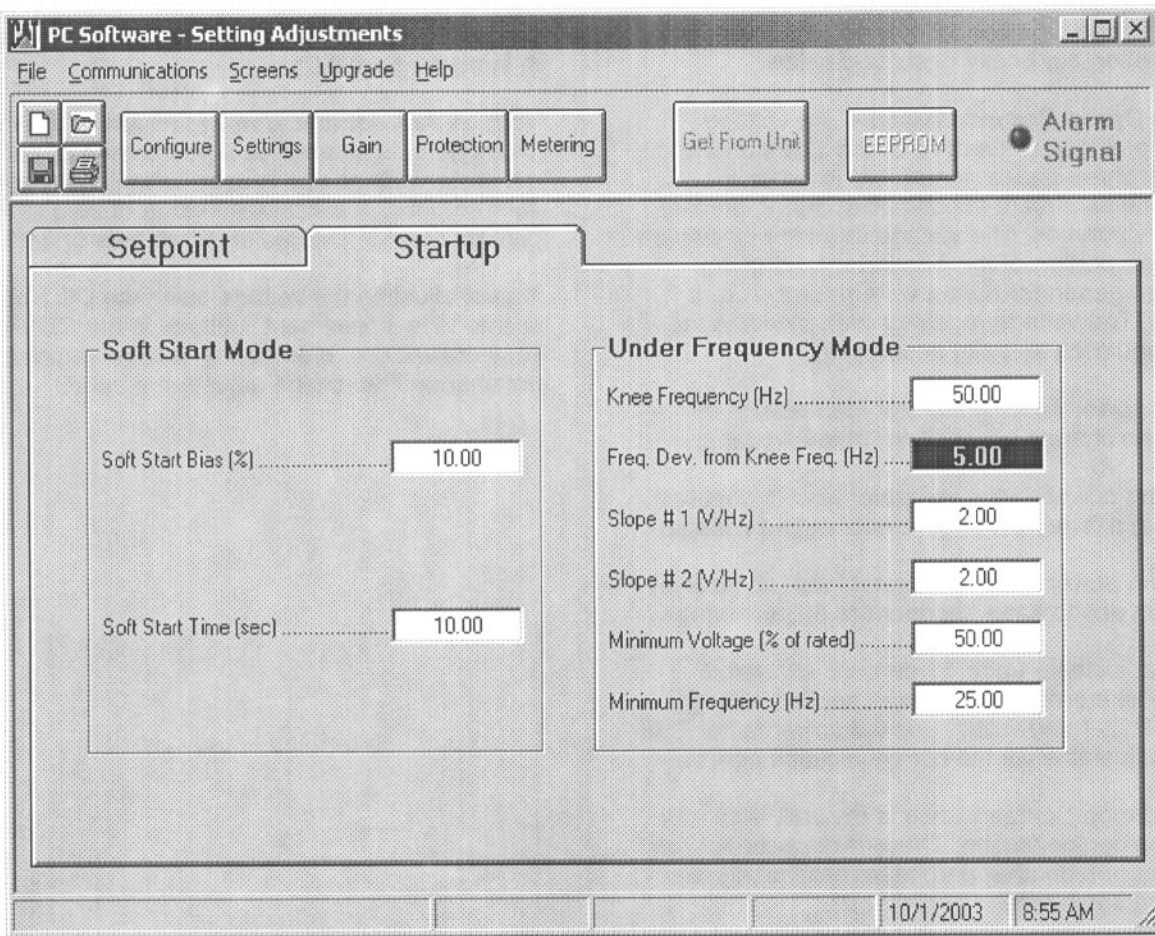 PC Software - Setting Adjustments
File Communications Screens Upgrade Help
Configure Settings Gain Protection Metering Get From Unit EEPROM Alarm Signal
Setpoint Startup
Soft Start Mode
Soft Start Bias (%) ...................... 10.00
Soft Start Time (sec) .................. 10.00
Under Frequency Mode
Knee Frequency (Hz) .................... 50.00
Freq. Dev. from Knee Freq. (Hz) ..... 5.00
Slope # 1 (V/Hz) .......................... 2.00
Slope # 2 (V/Hz) .......................... 2.00
Minimum Voltage (% of rated) ......... 50.00
Minimum Frequency (Hz) ............... 25.00
10/1/2003 8:55 AM